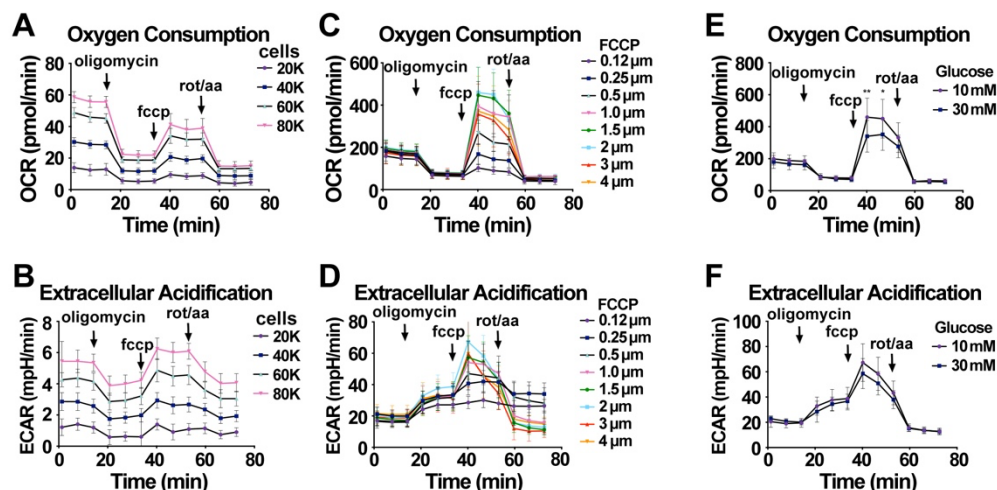 A
Oxygen Consumption
oligomycin
fccp
rot/aa
cells
20K
40K
60K
80K
OCR (pmol/min)
80
60
40
20
0
0 20 40 60 80
Time (min)
C
Oxygen Consumption
oligomycin
fccp
rot/aa
FCCP
0.12 µm
0.25 µm
0.5 µm
1.0 µm
1.5 µm
2 µm
3 µm
4 µm
OCR (pmol/min)
600
400
200
0
0 20 40 60 80
Time (min)
E
Oxygen Consumption
oligomycin
fccp
rot/aa
** *
Glucose
10 mM
30 mM
OCR (pmol/min)
800
600
400
200
0
0 20 40 60 80
Time (min)
B
Extracellular Acidification
oligomycin
fccp
rot/aa
cells
20K
40K
60K
80K
ECAR (mpH/min)
8
6
4
2
0
0 20 40 60 80
Time (min)
D
Extracellular Acidification
oligomycin
fccp
rot/aa
FCCP
0.12 µm
0.25 µm
0.5 µm
1.0 µm
1.5 µm
2 µm
3 µm
4 µm
ECAR (mpH/min)
80
60
40
20
0
0 20 40 60 80
Time (min)
F
Extracellular Acidification
oligomycin
fccp
rot/aa
Glucose
10 mM
30 mM
ECAR (mpH/min)
100
80
60
40
20
0
0 20 40 60 80
Time (min)